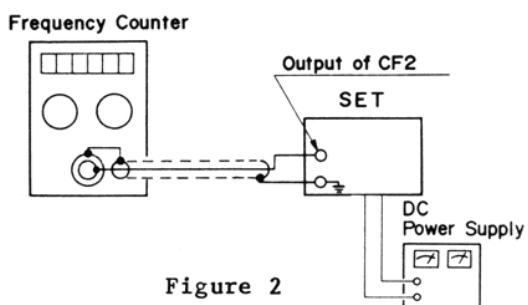 Frequency Counter
Output of CF2
SET
DC
Power Supply
Figure 2